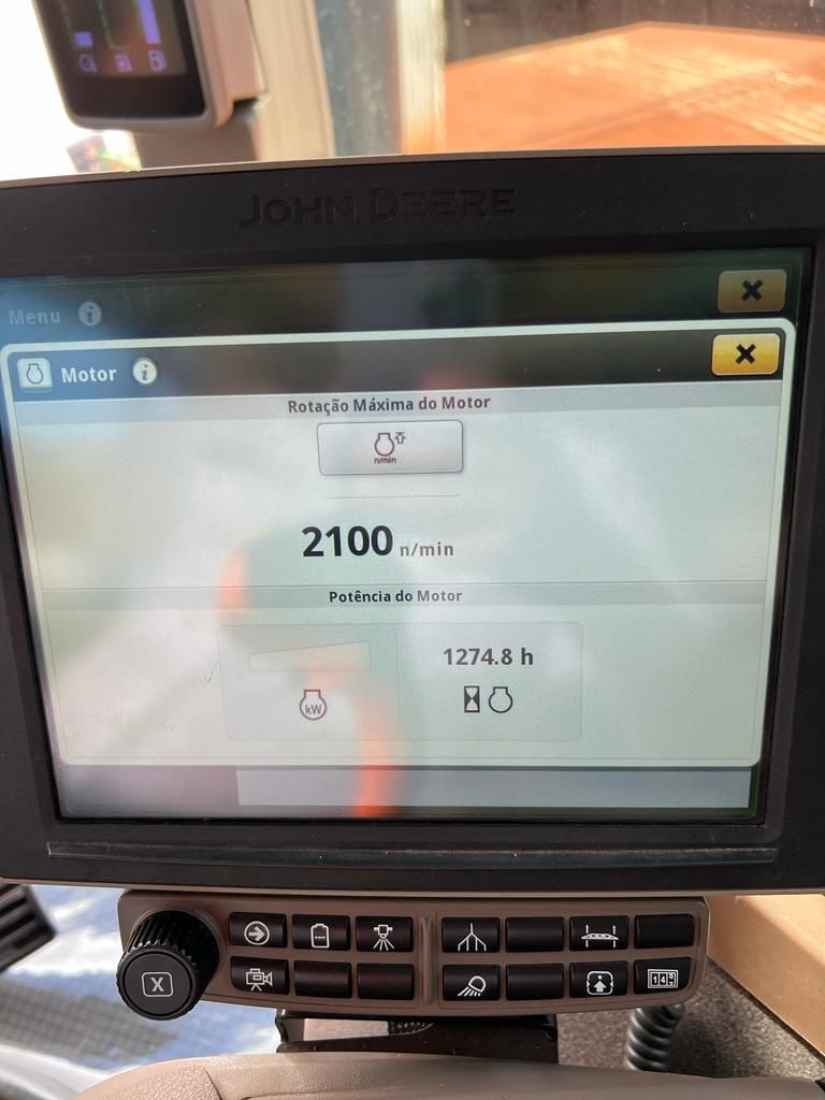 JOHN DEERE
Menu
Motor
Rotação Máxima do Motor
n/min
2100 n/min
Potência do Motor
1274.8 h
kW
X